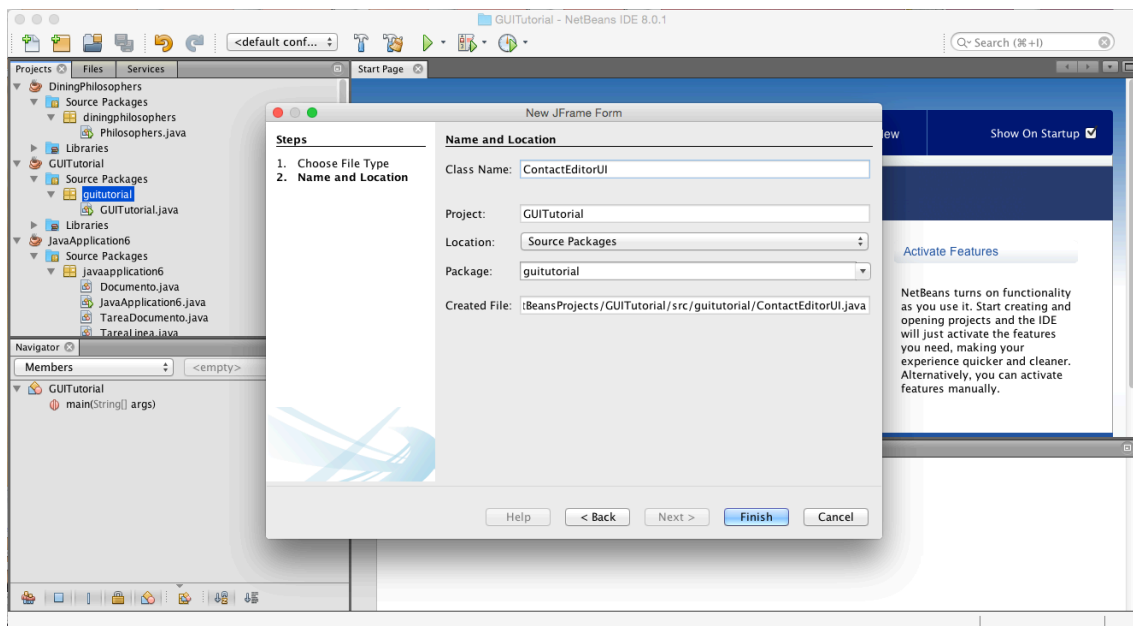 GUITutorial - NetBeans IDE 8.0.1
<default conf...
Search (⌘+I)
Projects
Files
Services
Start Page
DiningPhilosophers
Source Packages
diningphilosophers
Philosophers.java
Libraries
GUITutorial
Source Packages
guitutorial
GUITutorial.java
Libraries
JavaApplication6
Source Packages
javaapplication6
Documento.java
JavaApplication6.java
TareaDocumento.java
TareaLinea.java
Navigator
Members
<empty>
GUITutorial
main(String[] args)
New JFrame Form
Steps
1. Choose File Type
2. Name and Location
Name and Location
Class Name: ContactEditorUI
Project: GUITutorial
Location: Source Packages
Package: guitutorial
Created File: tBeansProjects/GUITutorial/src/guitutorial/ContactEditorUI.java
Help
< Back
Next >
Finish
Cancel
Show On Startup
Activate Features
NetBeans turns on functionality
as you use it. Start creating and
opening projects and the IDE
will just activate the features
you need, making your
experience quicker and cleaner.
Alternatively, you can activate
features manually.